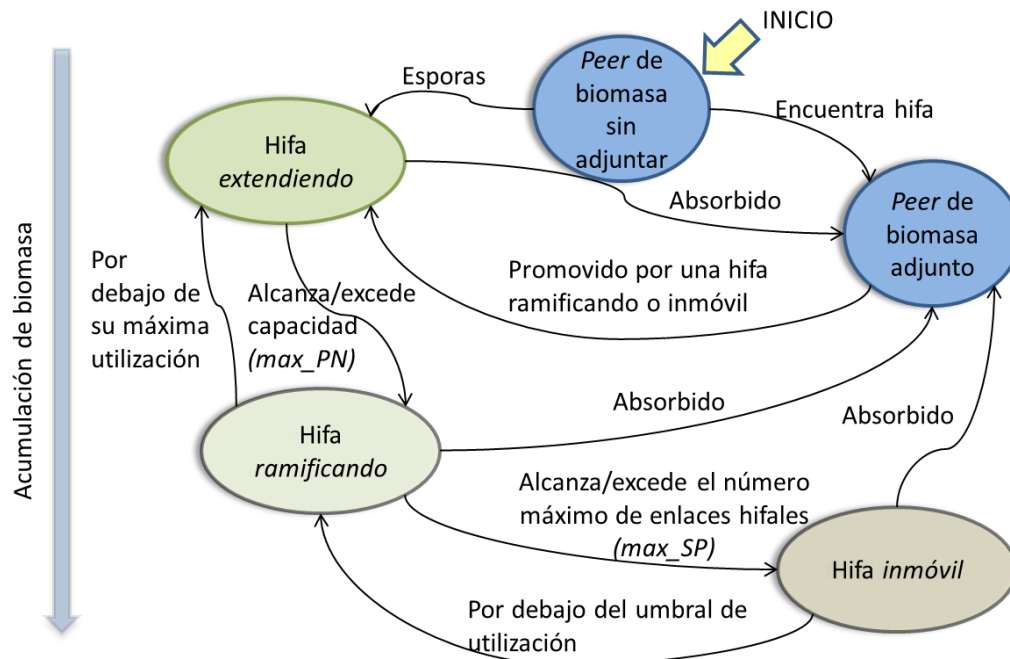 INICIO
Peer de
biomasa
sin
adjuntar
Esporas
Encuentra hifa
Hifa
extendiendo
Absorbido
Peer de
biomasa
adjunto
Por
debajo de
su máxima
utilización
Alcanza/excede
capacidad
(max_PN)
Promovido por una hifa
ramificando o inmóvil
Acumulación de biomasa
Hifa
ramificando
Absorbido
Absorbido
Alcanza/excede el número
máximo de enlaces hifales
(max_SP)
Hifa inmóvil
Por debajo del umbral de
utilización